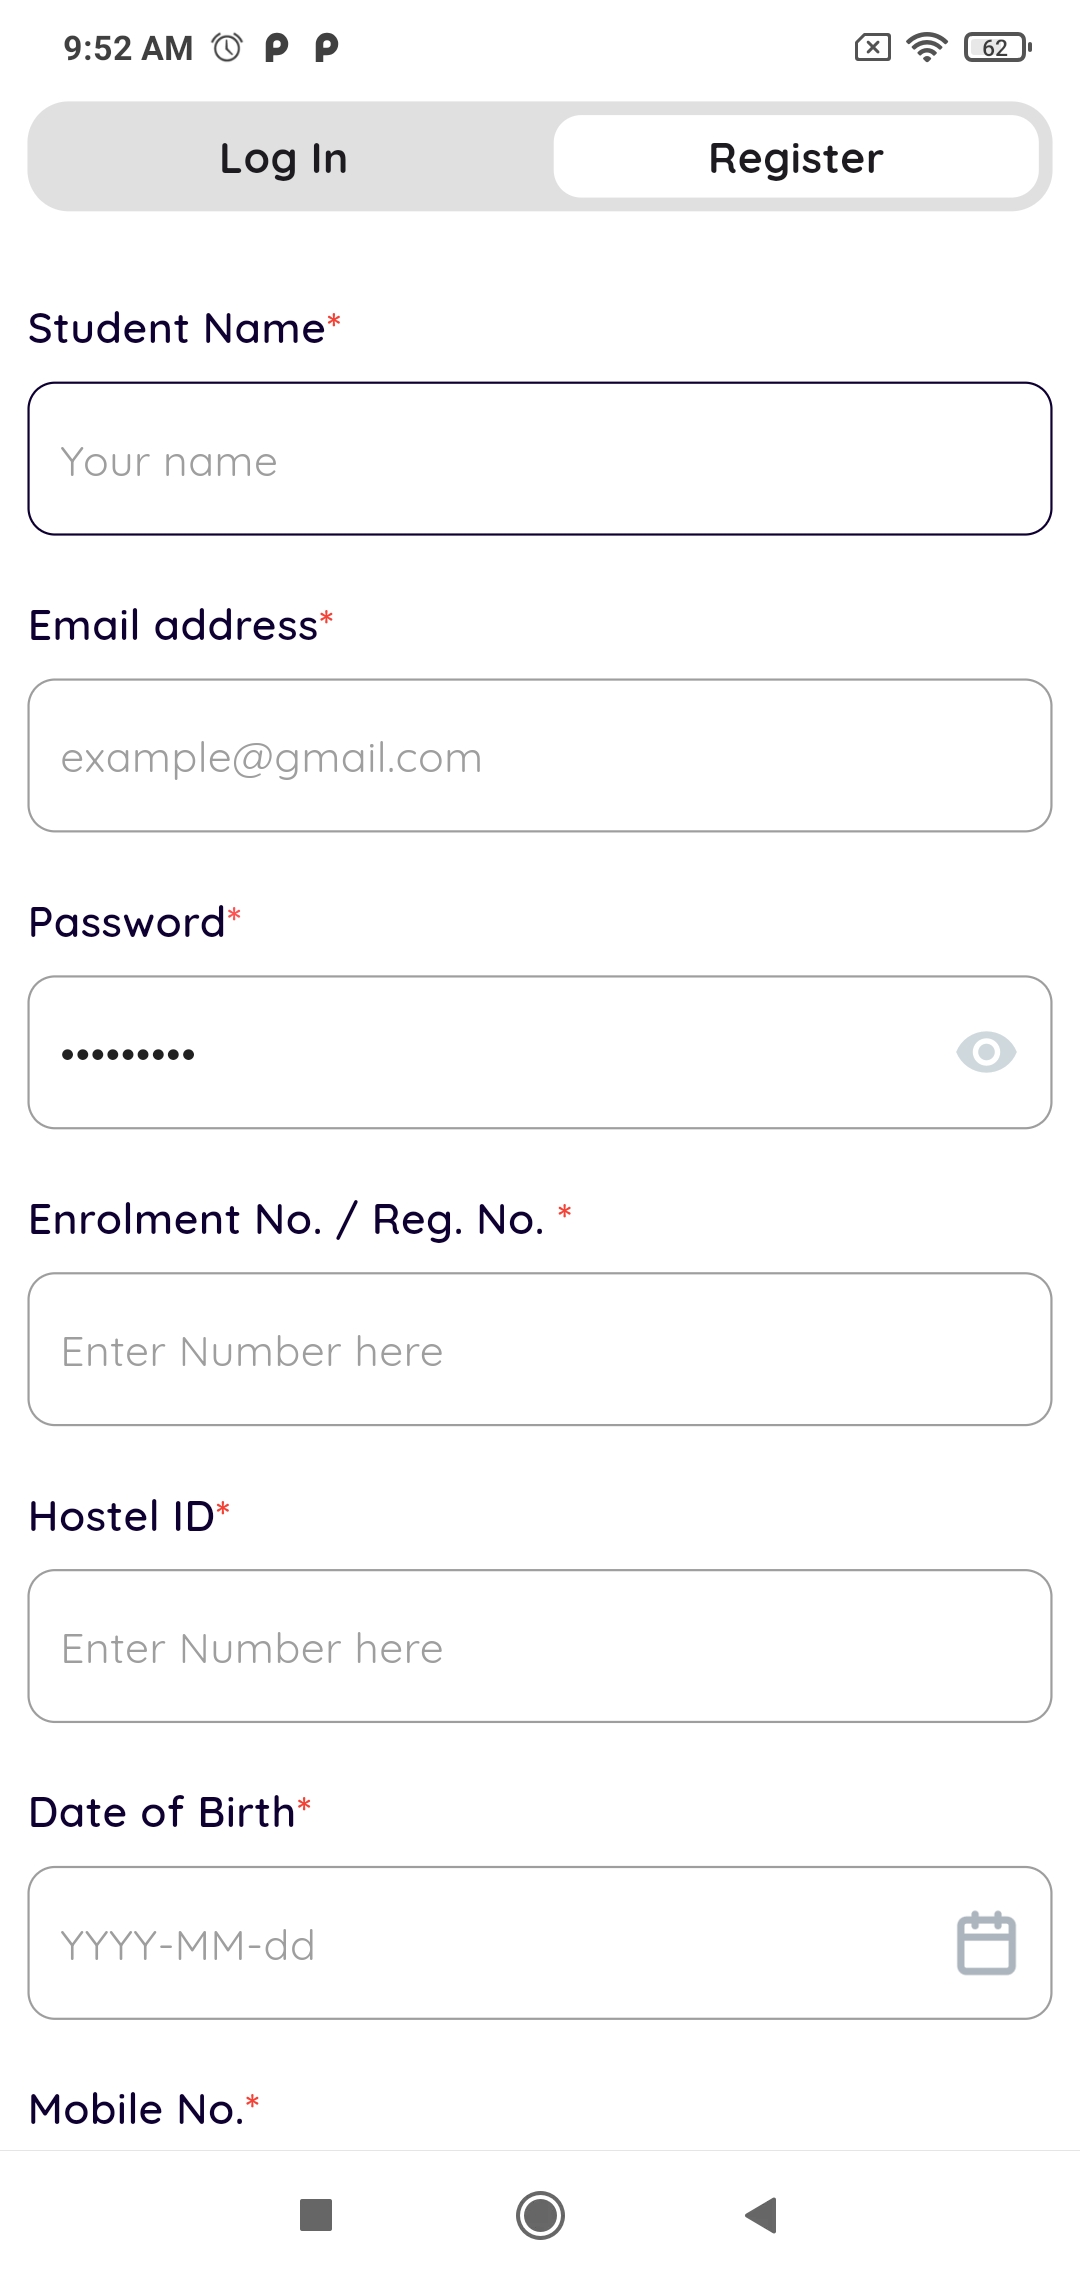 9:52 AM 62
Log In Register
Student Name*
Your name
Email address*
example@gmail.com
Password*
•••••••••
Enrolment No. / Reg. No. *
Enter Number here
Hostel ID*
Enter Number here
Date of Birth*
YYYY-MM-dd
Mobile No.*